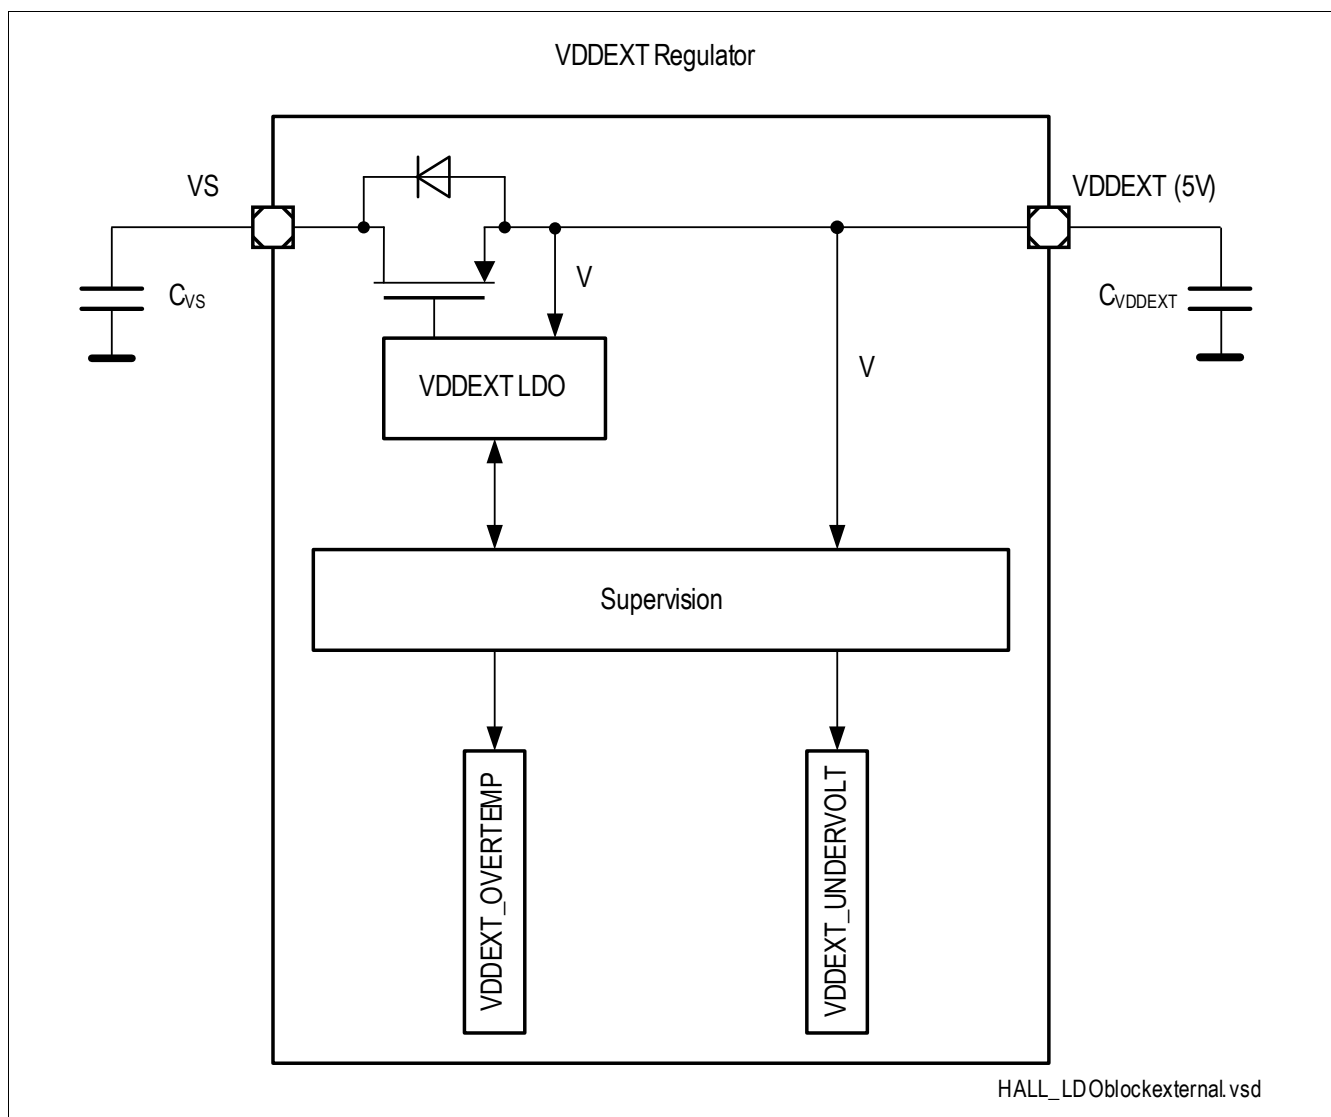 VDDEXT Regulator
VS
VDDEXT (5V)
V
CVS
CVDDEXT
V
VDDEXT LDO
Supervision
VDDEXT_OVERTEMP
VDDEXT_UNDERVOLT
HALL_LDOblockexternal.vsd